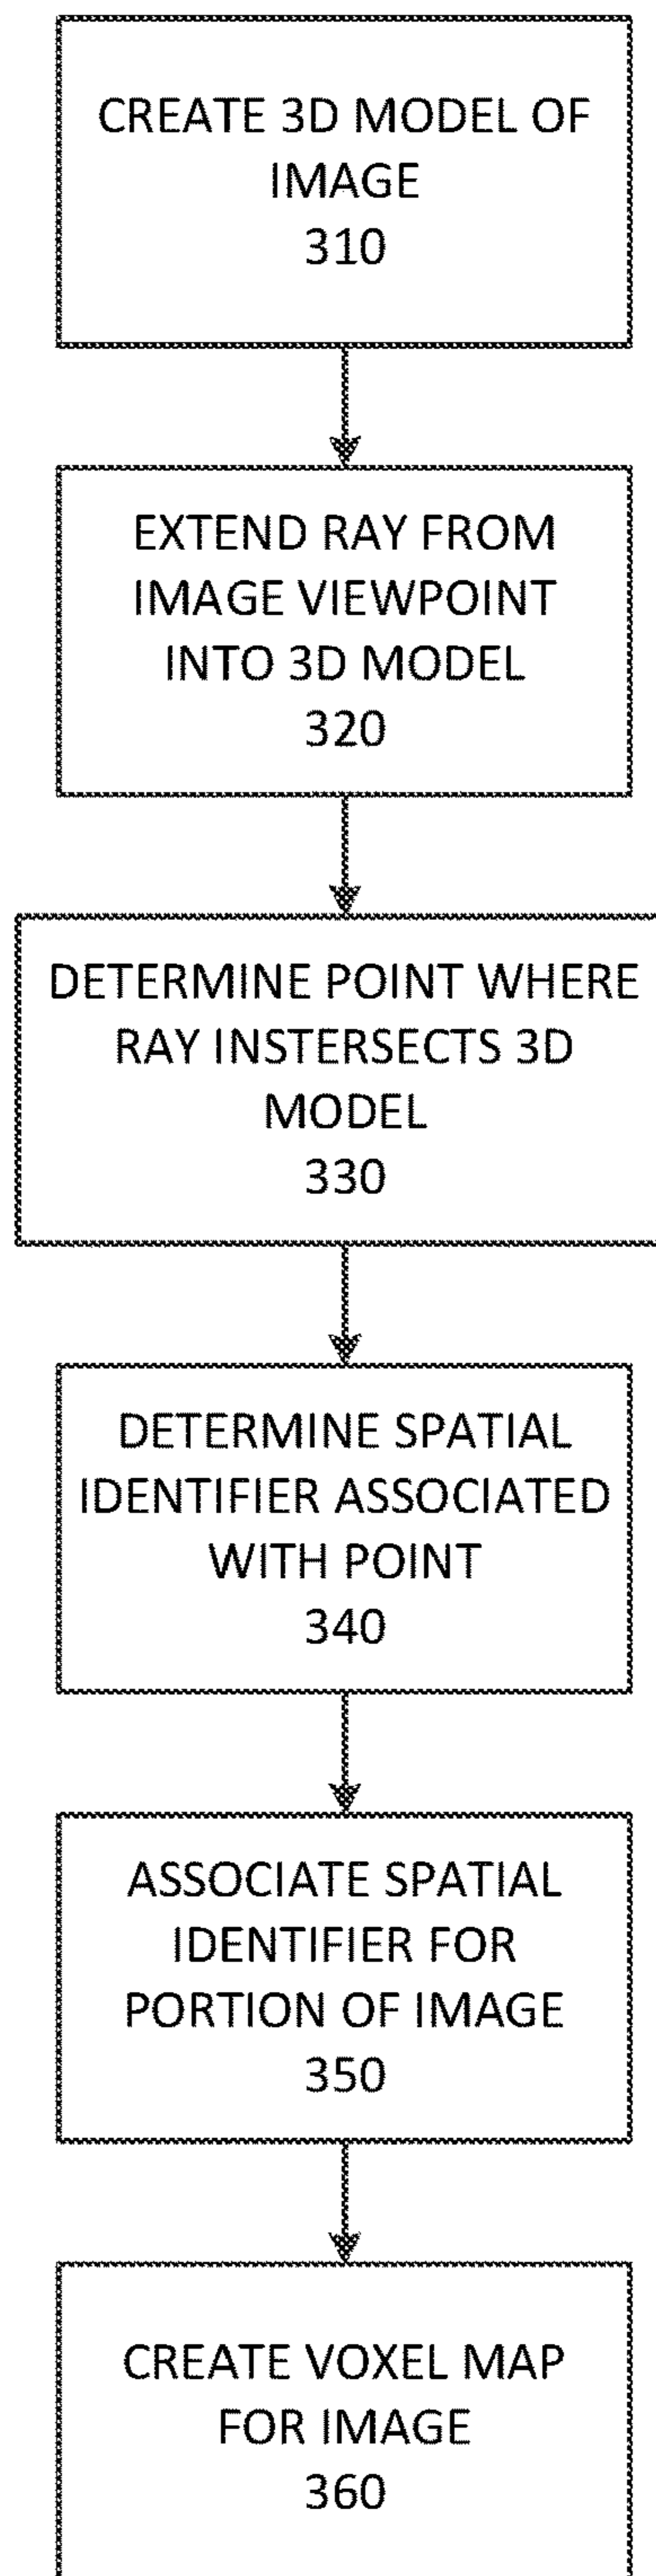 CREATE 3D MODEL OF
IMAGE
310
EXTEND RAY FROM
IMAGE VIEWPOINT
INTO 3D MODEL
320
DETERMINE POINT WHERE
RAY INSTERSECTS 3D
MODEL
330
DETERMINE SPATIAL
IDENTIFIER ASSOCIATED
WITH POINT
340
ASSOCIATE SPATIAL
IDENTIFIER FOR
PORTION OF IMAGE
350
CREATE VOXEL MAP
FOR IMAGE
360